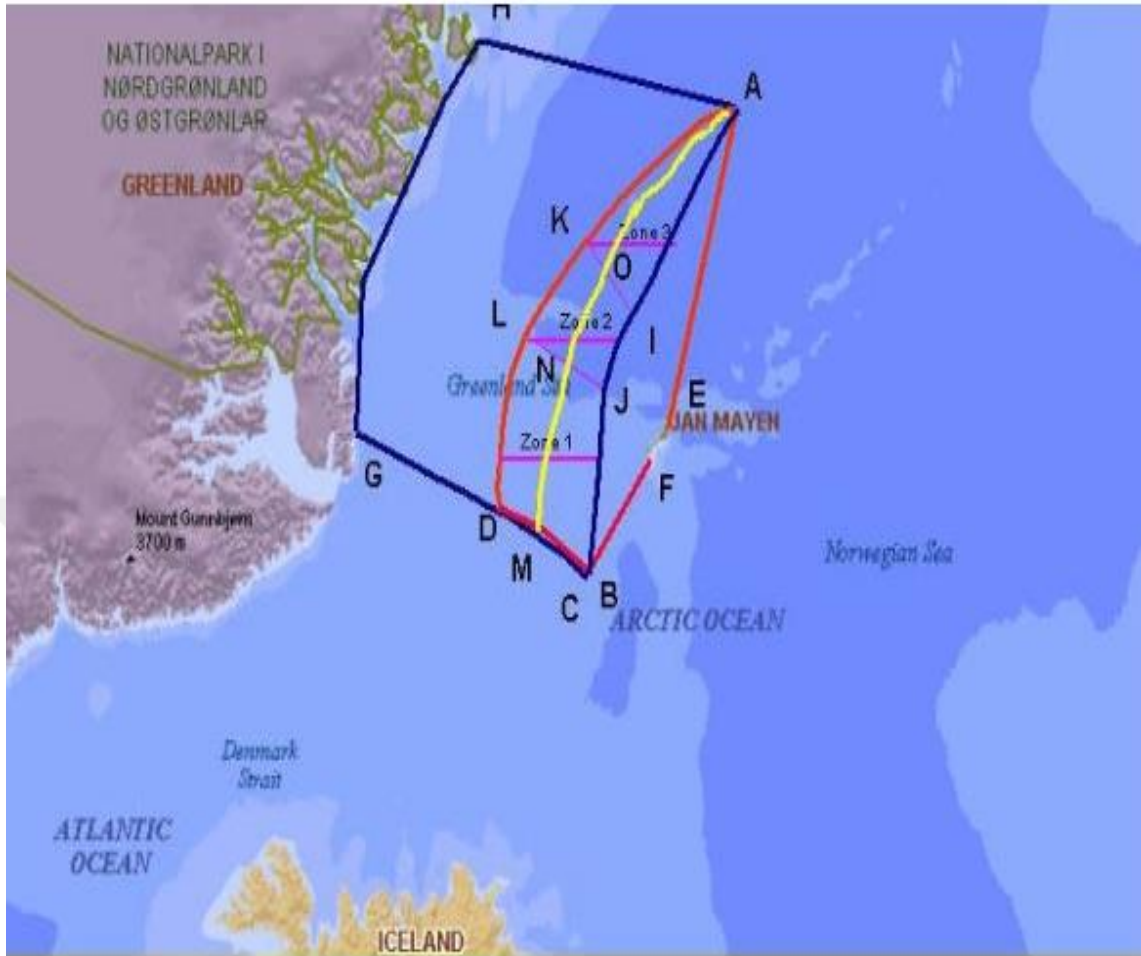 H
NATIONALPARK I
NØRDGRØNLAND
OG ØSTGRØNLAR
A
GREENLAND
K
Zone 3
O
L
Zone 2
I
N
Greenland Sea
J
E
JAN MAYEN
Zone 1
G
F
D
Mount Gunnbjørn
3700 m
M
Norwegian Sea
C
B
ARCTIC OCEAN
Denmark
Strait
ATLANTIC
OCEAN
ICELAND